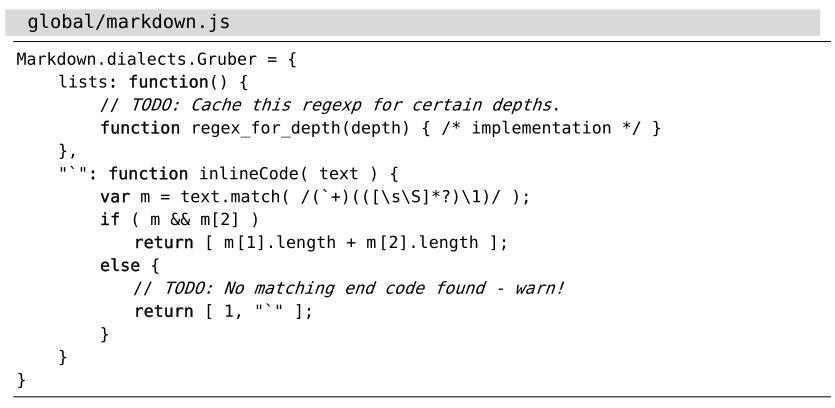 global/markdown.js
Markdown.dialects.Gruber = {
    lists: function() {
        // TODO: Cache this regexp for certain depths.
        function regex_for_depth(depth) { /* implementation */ }
    },
    "`": function inlineCode( text ) {
        var m = text.match( /(`+)(([\s\S]*?)\1)/ );
        if ( m && m[2] )
            return [ m[1].length + m[2].length ];
        else {
            // TODO: No matching end code found - warn!
            return [ 1, "`" ];
        }
    }
}